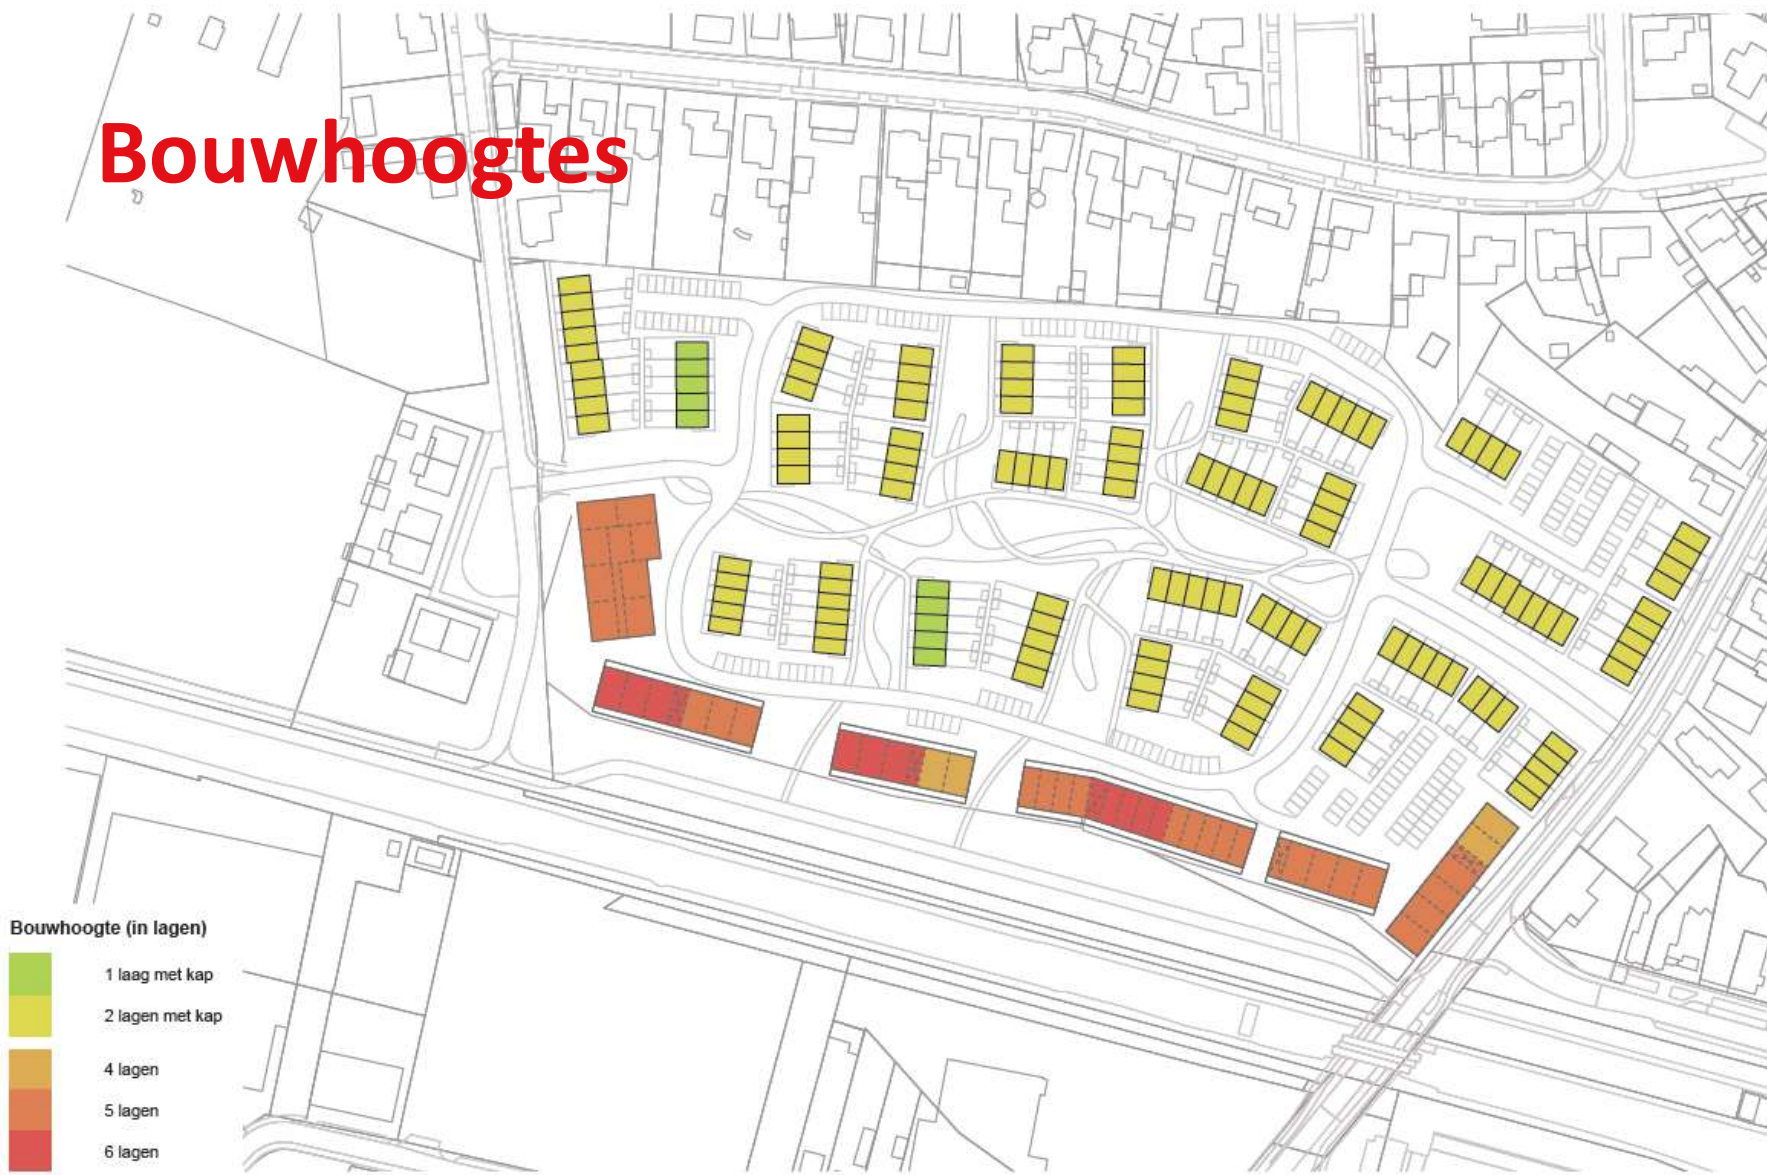 Bouwhoogtes
Bouwhoogte (in lagen)
1 laag met kap
2 lagen met kap
4 lagen
5 lagen
6 lagen